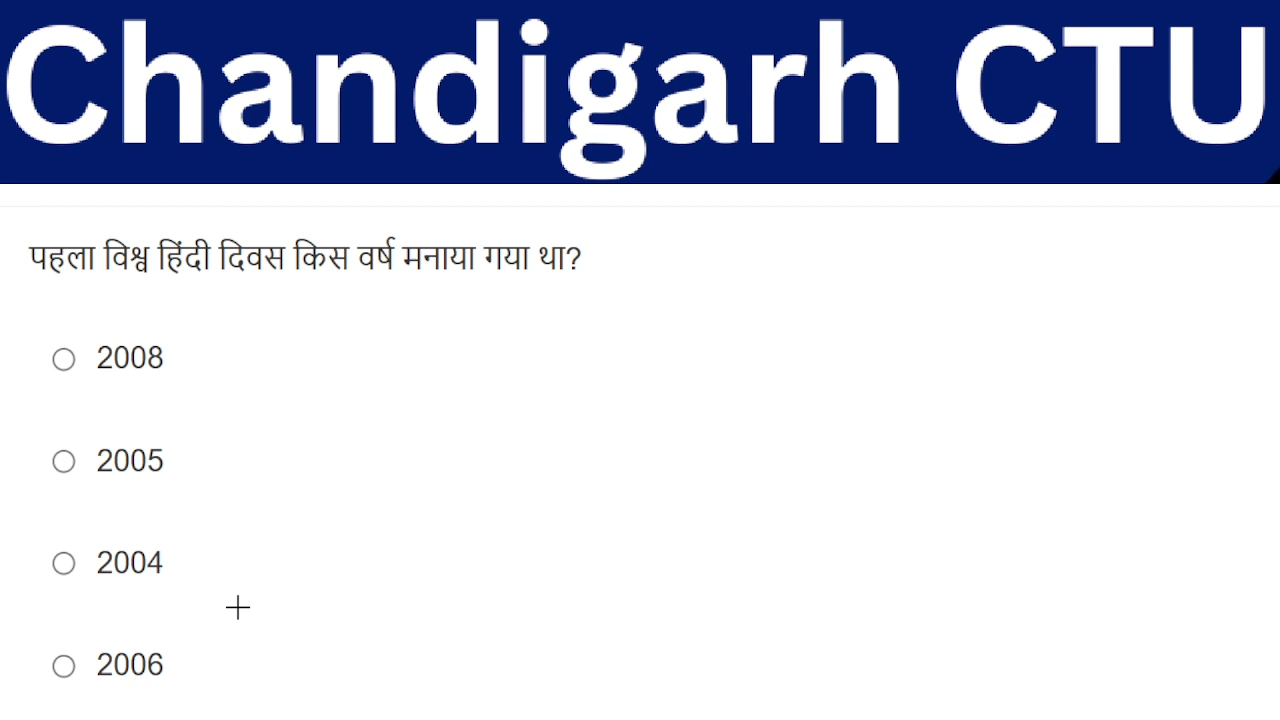 Chandigarh CTU
पहला विश्व हिंदी दिवस किस वर्ष मनाया गया था?
2008
2005
2004
2006